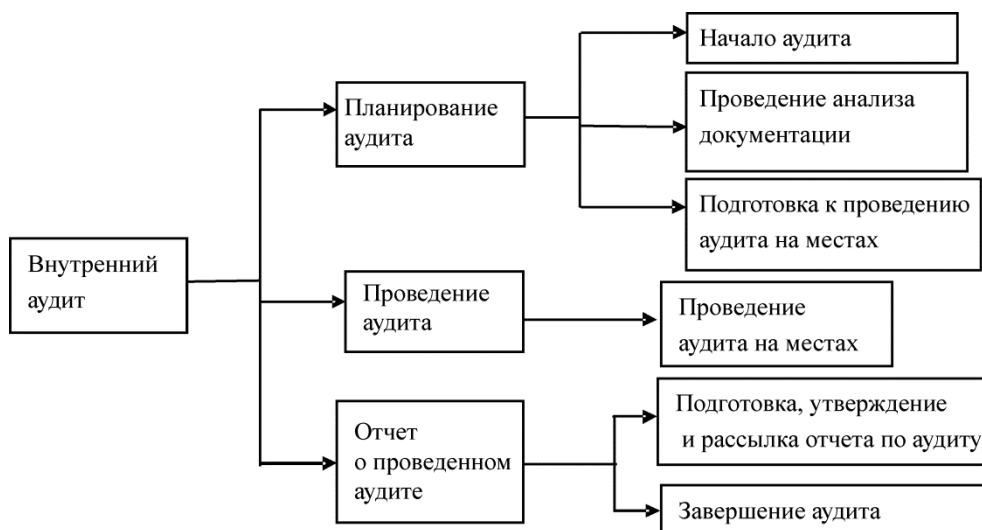 Внутренний
аудит
Планирование
аудита
Начало аудита
Проведение анализа
документации
Подготовка к проведению
аудита на местах
Проведение
аудита
Проведение
аудита на местах
Отчет
о проведенном
аудите
Подготовка, утверждение
и рассылка отчета по аудиту
Завершение аудита